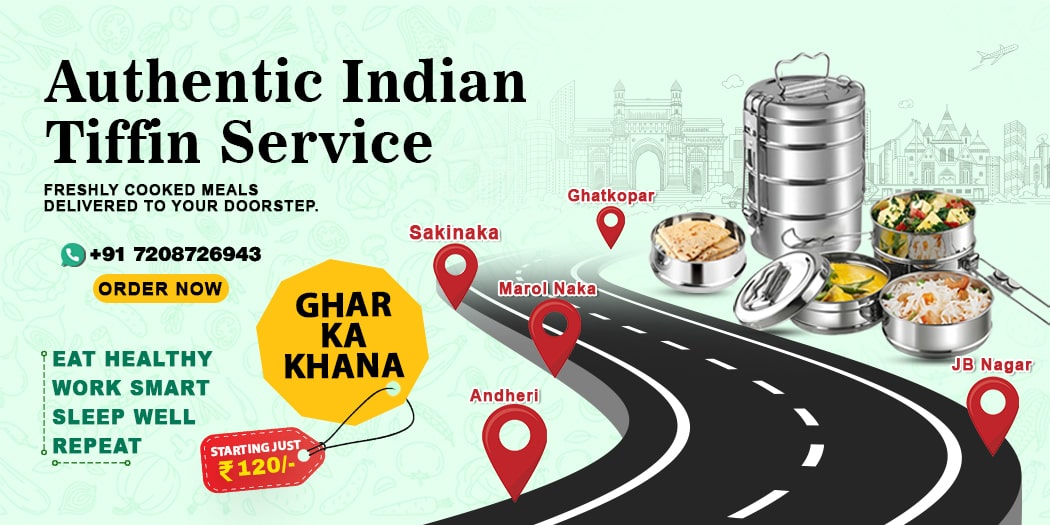 Authentic Indian
Tiffin Service
FRESHLY COOKED MEALS
DELIVERED TO YOUR DOORSTEP.
+91 7208726943
ORDER NOW
GHAR
KA
KHANA
EAT HEALTHY
WORK SMART
SLEEP WELL
REPEAT
STARTING JUST
₹120/-
Ghatkopar
Sakinaka
Marol Naka
Andheri
JB Nagar